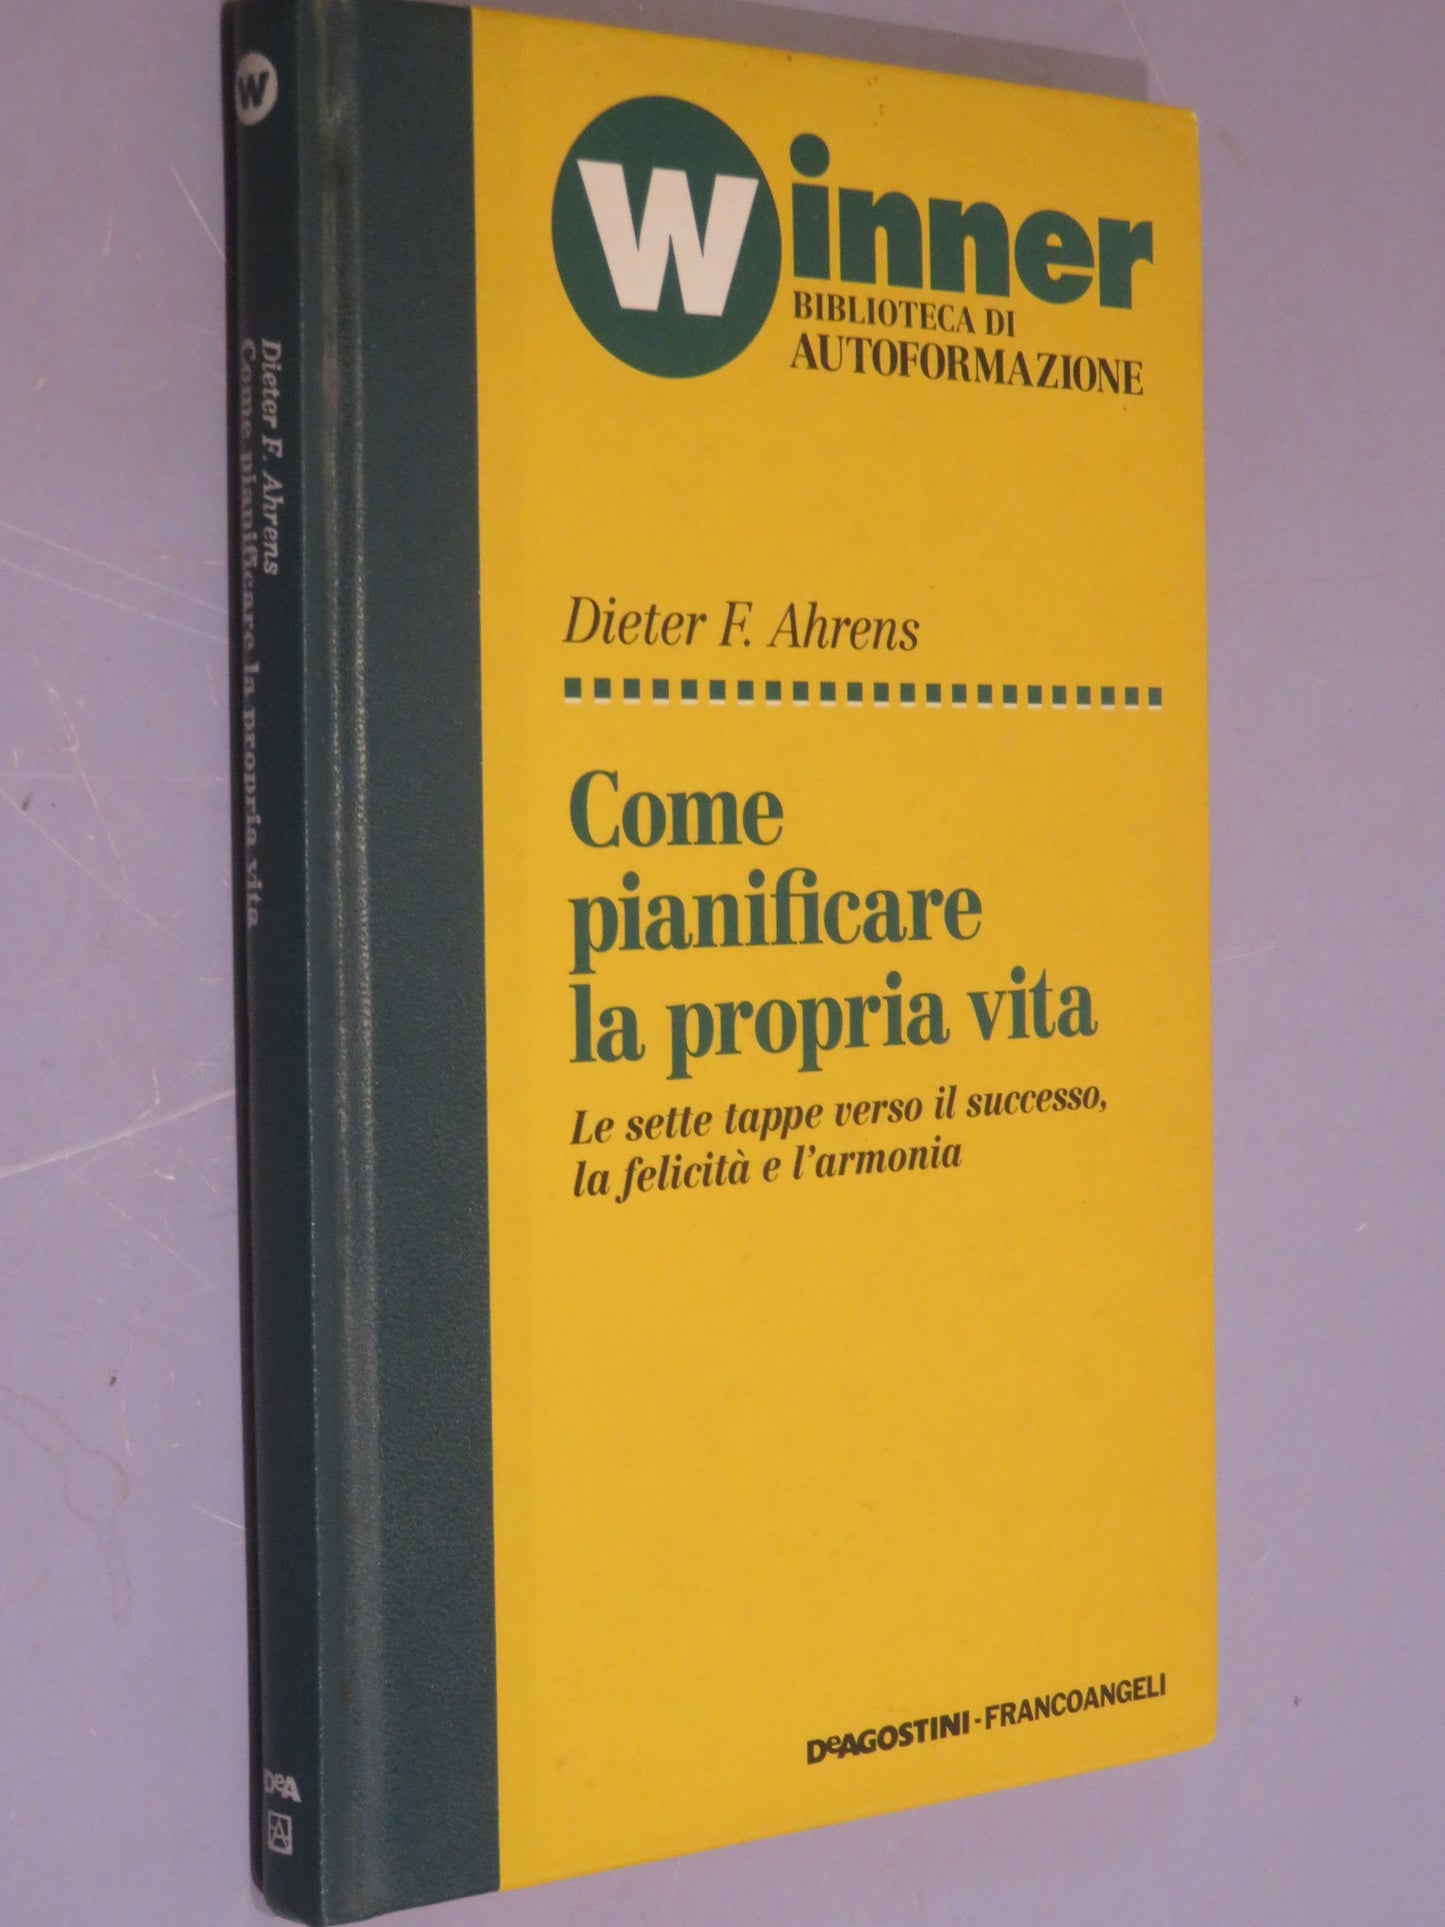 W
Dieter F. Ahrens
Come pianificare la propria vita
DeA
Winner
BIBLIOTECA DI
AUTOFORMAZIONE
Dieter F. Ahrens
Come
pianificare
la propria vita
Le sette tappe verso il successo,
la felicità e l'armonia
DeAGOSTINI-FRANCOANGELI